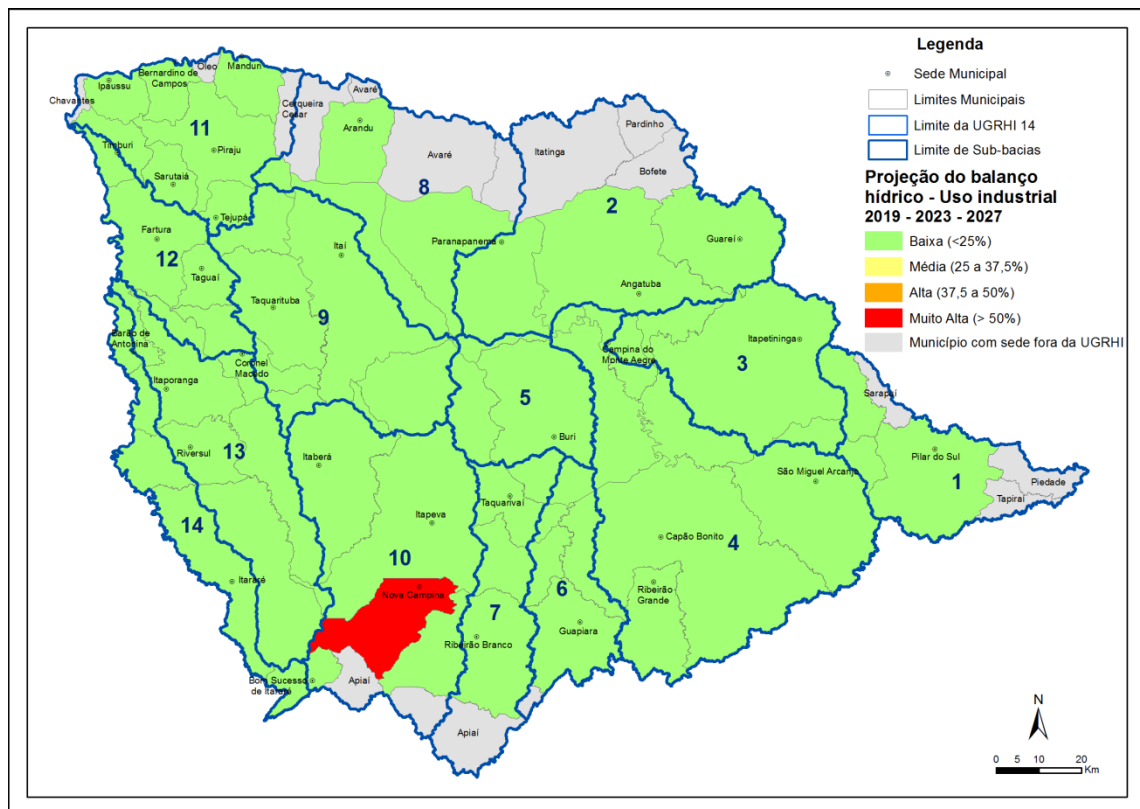 Legenda
Sede Municipal
Limites Municipais
Limite da UGRHI 14
Limite de Sub-bacias
Projeção do balanço
hídrico - Uso industrial
2019 - 2023 - 2027
Baixa (<25%)
Média (25 a 37,5%)
Alta (37,5 a 50%)
Muito Alta (> 50%)
Município com sede fora da UGRHI
Óleo
Manduri
Bernardino de
Campos
Ipaussu
Chavantes
Cerqueira
Cesar
Avaré
Arandu
11
Timburi
Piraju
Sarutaiá
Tejupá
Avaré
8
Itatinga
Pardinho
Bofete
2
Guareí
Paranapanema
Angatuba
Fartura
12
Taguaí
Itaí
Taquarituba
9
Barão de
Antonina
Coronel
Macedo
Itaporanga
Campina do
Monte Alegre
Itapetininga
3
Sarapuí
5
Buri
Riversul
13
Itaberá
Pilar do Sul
1
Piedade
Tapiraí
São Miguel Arcanjo
Taquarivaí
Itapeva
14
10
Capão Bonito
4
Itararé
Nova Campina
6
Ribeirão
Grande
7
Guapiara
Ribeirão Branco
Bom Sucesso
de Itararé
Apiaí
Apiaí
N
0 5 10 20
Km